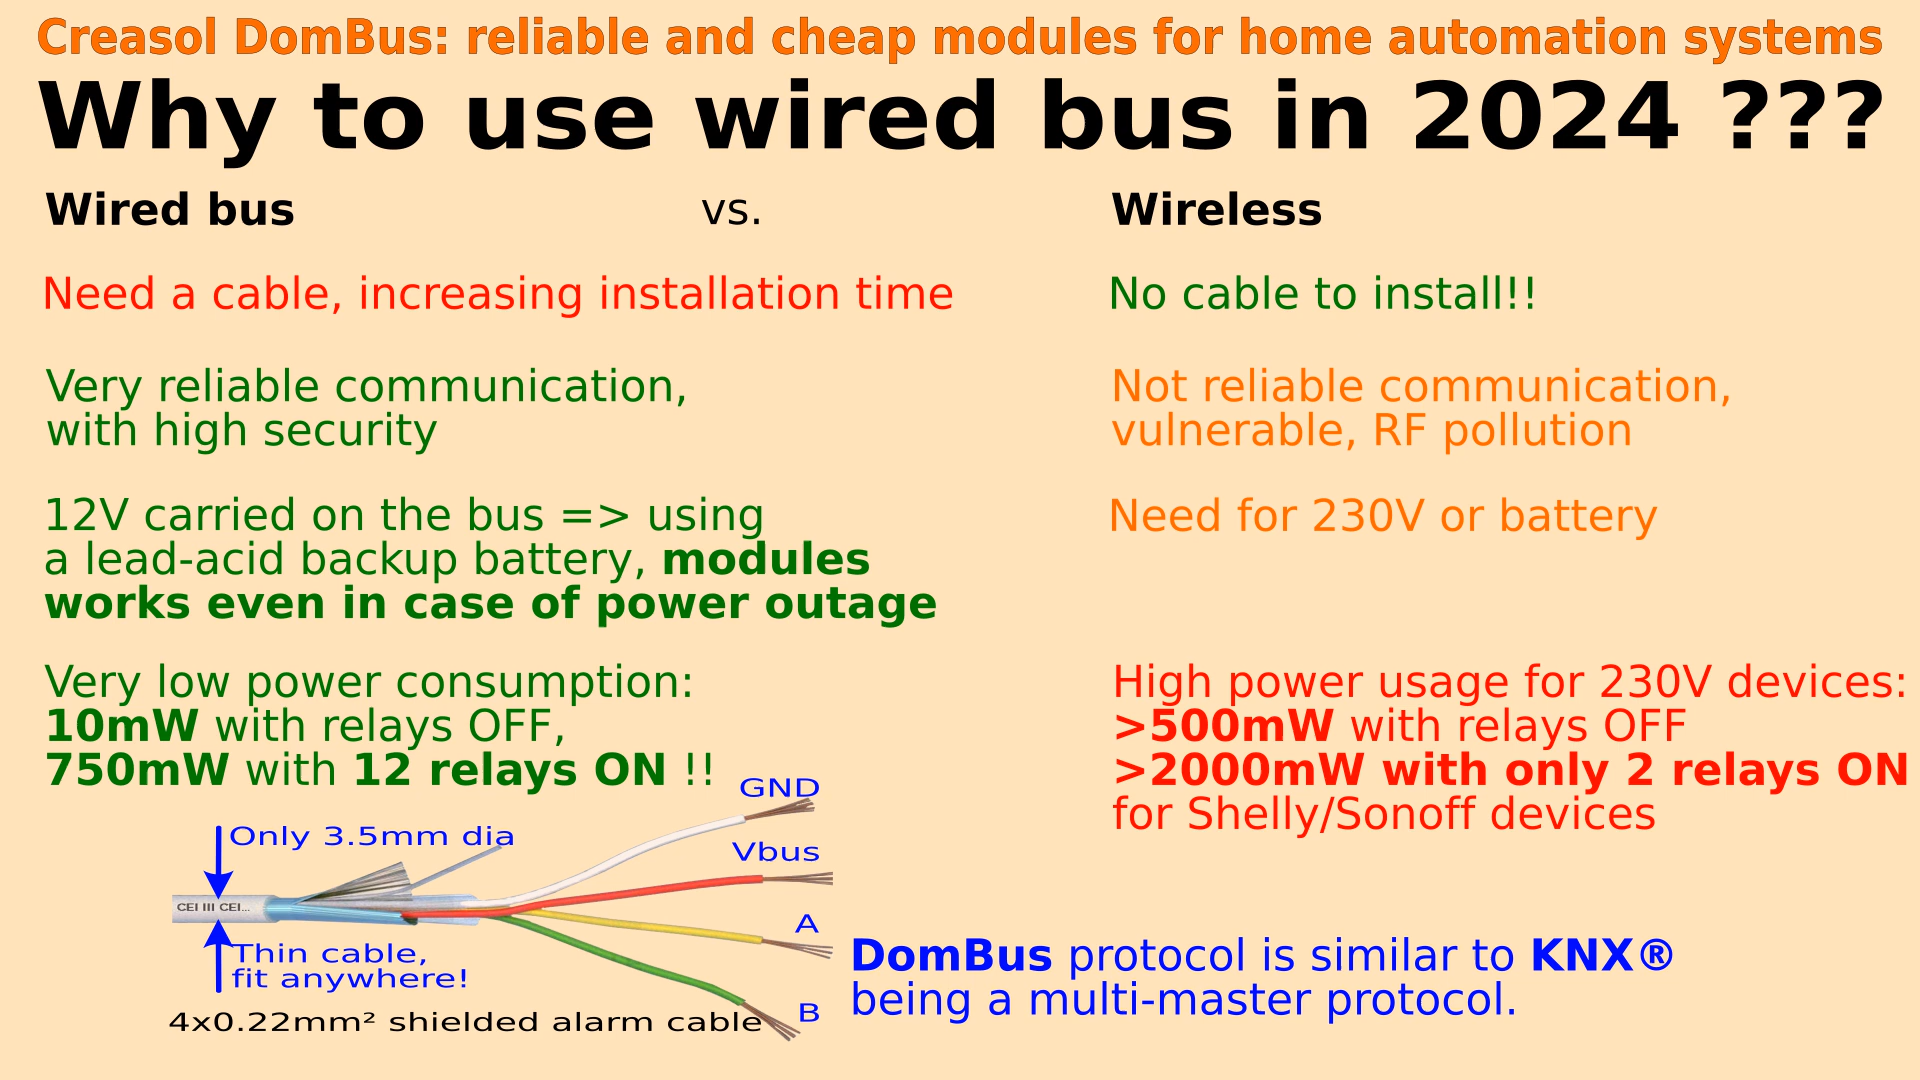 Creasol DomBus: reliable and cheap modules for home automation systems
Why to use wired bus in 2024 ???
Wired bus
vs.
Wireless
Need a cable, increasing installation time
No cable to install!!
Very reliable communication,
with high security
Not reliable communication,
vulnerable, RF pollution
12V carried on the bus => using
a lead-acid backup battery, modules
works even in case of power outage
Need for 230V or battery
Very low power consumption:
10mW with relays OFF,
750mW with 12 relays ON !!
High power usage for 230V devices:
>500mW with relays OFF
>2000mW with only 2 relays ON
for Shelly/Sonoff devices
GND
Only 3.5mm dia
Vbus
CEI III CEI...
A
Thin cable,
fit anywhere!
B
4x0.22mm² shielded alarm cable
DomBus protocol is similar to KNX®
being a multi-master protocol.